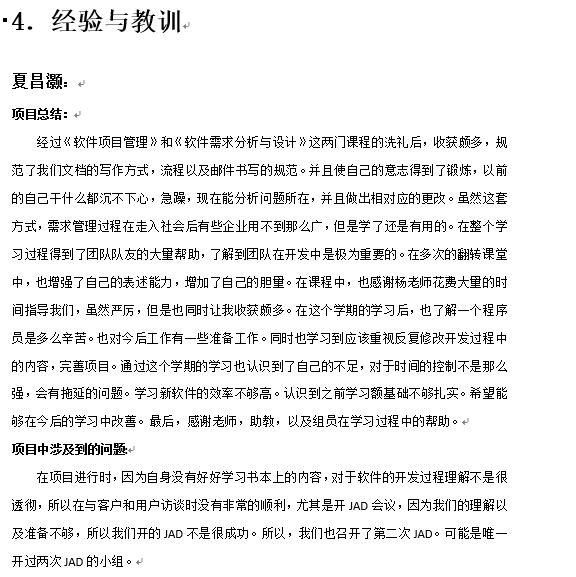 4．经验与教训
夏昌灏：
项目总结：
经过《软件项目管理》和《软件需求分析与设计》这两门课程的洗礼后，收获颇多，规
范了我们文档的写作方式，流程以及邮件书写的规范。并且使自己的意志得到了锻炼，以前
的自己干什么都沉不下心，急躁，现在能分析问题所在，并且做出相对应的更改。虽然这套
方式，需求管理过程在走入社会后有些企业用不到那么广，但是学了还是有用的。在整个学
习过程得到了团队队友的大量帮助，了解到团队在开发中是极为重要的。在多次的翻转课堂
中，也增强了自己的表述能力，增加了自己的胆量。在课程中，也感谢杨老师花费大量的时
间指导我们，虽然严厉，但是也同时让我收获颇多。在这个学期的学习后，也了解一个程序
员是多么辛苦。也对今后工作有一些准备工作。同时也学习到应该重视反复修改开发过程中
的内容，完善项目。通过这个学期的学习也认识到了自己的不足，对于时间的控制不是那么
强，会有拖延的问题。学习新软件的效率不够高。认识到之前学习额基础不够扎实。希望能
够在今后的学习中改善。最后，感谢老师，助教，以及组员在学习过程中的帮助。
项目中涉及到的问题:
在项目进行时，因为自身没有好好学习书本上的内容，对于软件的开发过程理解不是很
透彻，所以在与客户和用户访谈时没有非常的顺利，尤其是开 JAD 会议，因为我们的理解以
及准备不够，所以我们开的 JAD 不是很成功。所以，我们也召开了第二次 JAD。可能是唯一
开过两次 JAD 的小组。